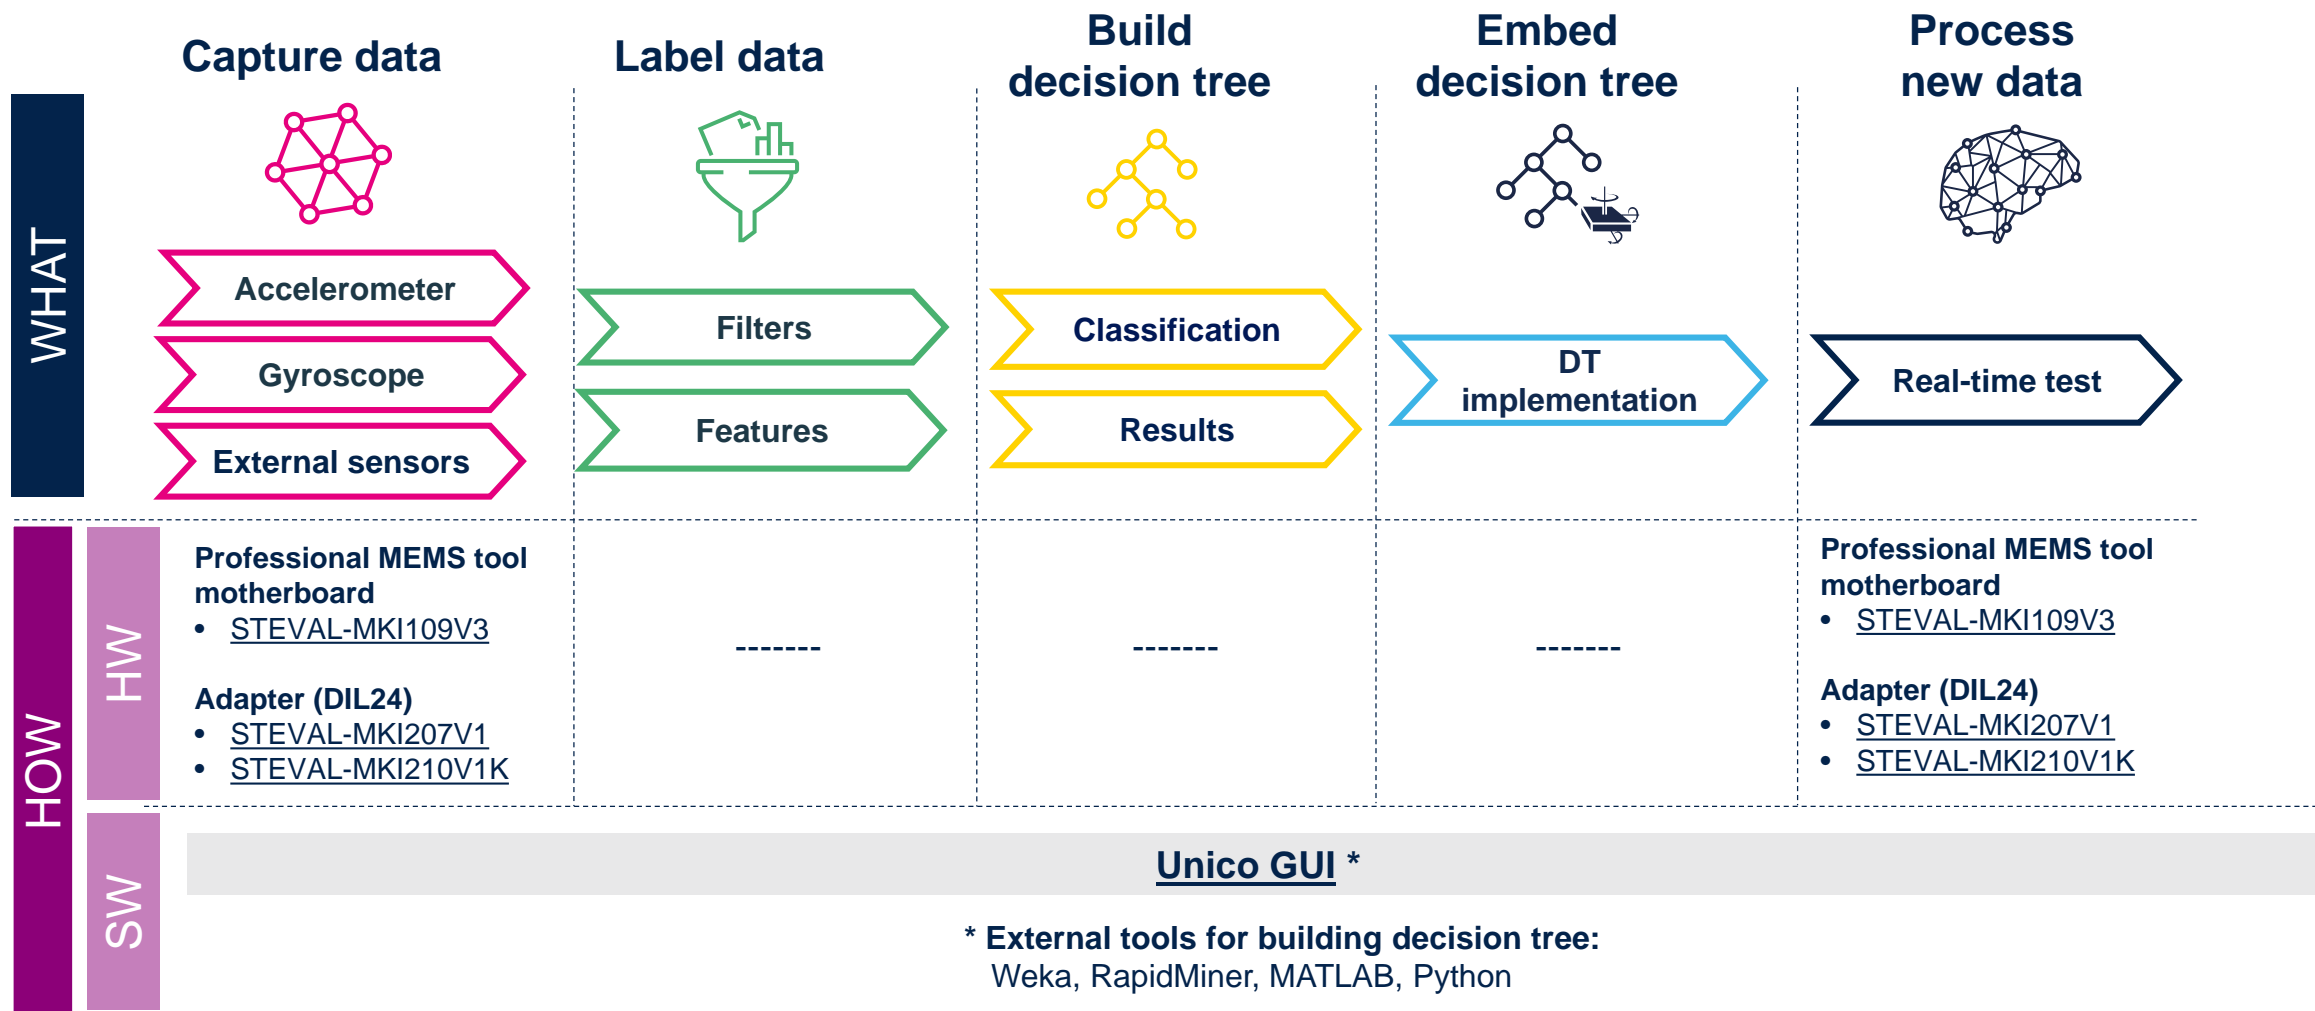 Capture data
Label data
Build
decision tree
Embed
decision tree
Process
new data
WHAT
Accelerometer
Gyroscope
External sensors
Filters
Features
Classification
Results
DT
implementation
Real-time test
HOW
HW
Professional MEMS tool
motherboard
• STEVAL-MKI109V3
Adapter (DIL24)
• STEVAL-MKI207V1
• STEVAL-MKI210V1K
-------
-------
-------
Professional MEMS tool
motherboard
• STEVAL-MKI109V3
Adapter (DIL24)
• STEVAL-MKI207V1
• STEVAL-MKI210V1K
SW
Unico GUI *
* External tools for building decision tree:
Weka, RapidMiner, MATLAB, Python